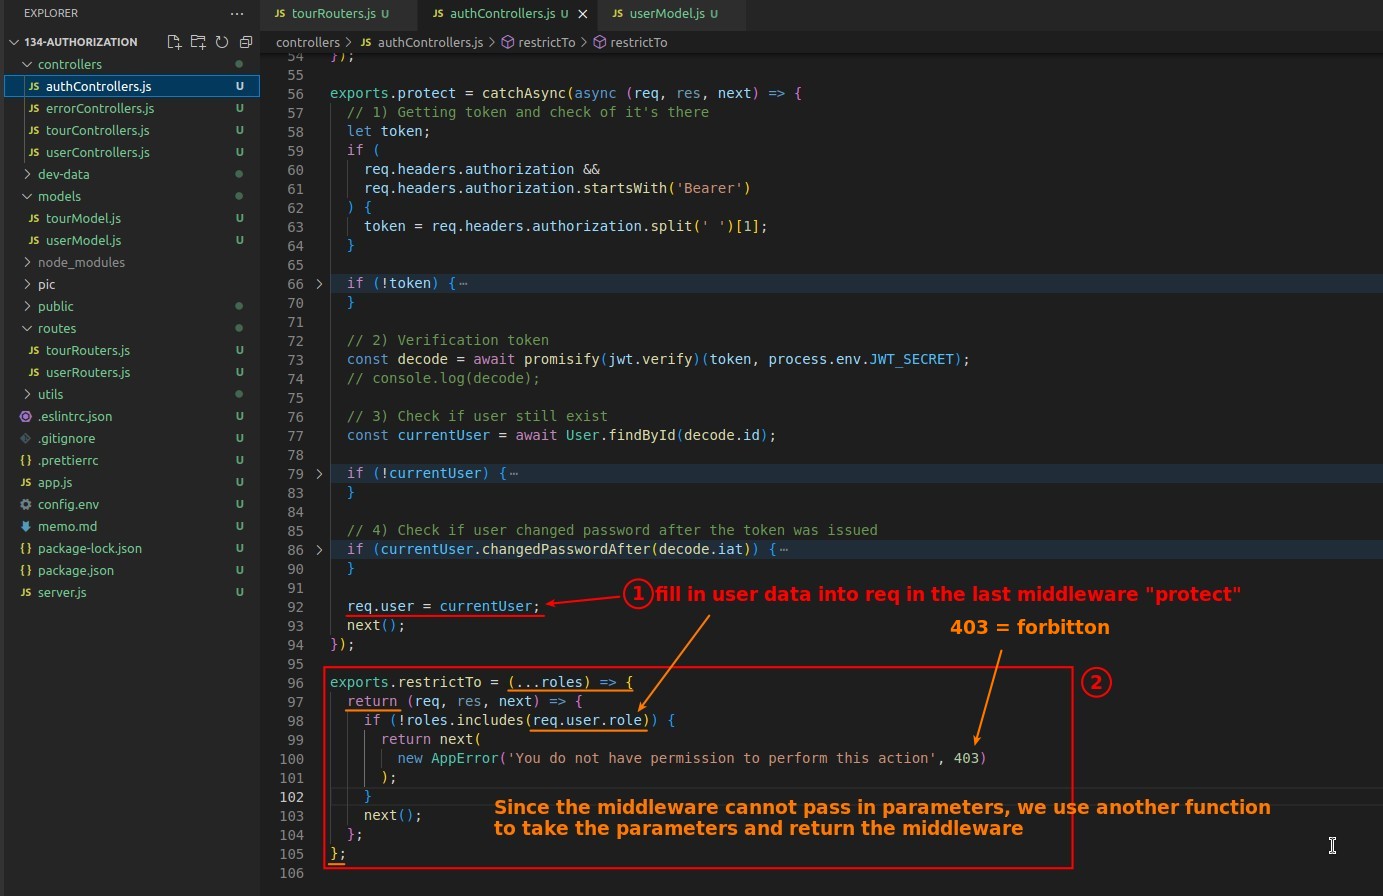 EXPLORER ···
134-AUTHORIZATION
controllers
JS authControllers.js U
JS errorControllers.js U
JS tourControllers.js U
JS userControllers.js U
dev-data
models
JS tourModel.js U
JS userModel.js U
node_modules
pic
public
routes
JS tourRouters.js U
JS userRouters.js U
utils
.eslintrc.json U
.gitignore U
{} .prettierrc U
JS app.js U
config.env U
memo.md U
{} package-lock.json U
{} package.json U
JS server.js U
JS tourRouters.js U JS authControllers.js U × JS userModel.js U
controllers > JS authControllers.js > restrictTo > restrictTo
54 });
55
56 exports.protect = catchAsync(async (req, res, next) => {
57 // 1) Getting token and check of it's there
58 let token;
59 if (
60 req.headers.authorization &&
61 req.headers.authorization.startsWith('Bearer')
62 ) {
63 token = req.headers.authorization.split(' ')[1];
64 }
65
66 > if (!token) {⋯
70 }
71
72 // 2) Verification token
73 const decode = await promisify(jwt.verify)(token, process.env.JWT_SECRET);
74 // console.log(decode);
75
76 // 3) Check if user still exist
77 const currentUser = await User.findById(decode.id);
78
79 > if (!currentUser) {⋯
83 }
84
85 // 4) Check if user changed password after the token was issued
86 > if (currentUser.changedPasswordAfter(decode.iat)) {⋯
90 }
91
1 fill in user data into req in the last middleware "protect"
92 req.user = currentUser;
93 next();
403 = forbitton
94 });
95
2
96 exports.restrictTo = (...roles) => {
97 return (req, res, next) => {
98 if (!roles.includes(req.user.role)) {
99 return next(
100 new AppError('You do not have permission to perform this action', 403)
101 );
102 }
103 next();
Since the middleware cannot pass in parameters, we use another function
to take the parameters and return the middleware
104 };
105 };
106